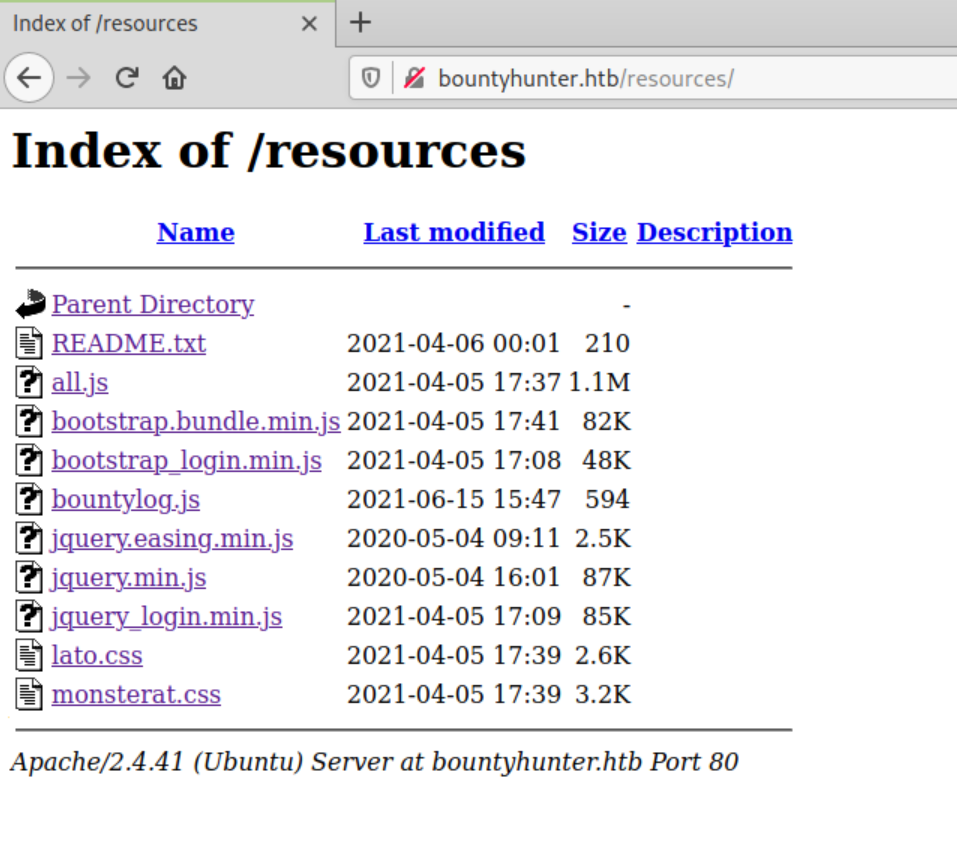 Index of /resources
bountyhunter.htb/resources/
Index of /resources
Name Last modified Size Description
Parent Directory -
README.txt 2021-04-06 00:01 210
all.js 2021-04-05 17:37 1.1M
bootstrap.bundle.min.js 2021-04-05 17:41 82K
bootstrap_login.min.js 2021-04-05 17:08 48K
bountylog.js 2021-06-15 15:47 594
jquery.easing.min.js 2020-05-04 09:11 2.5K
jquery.min.js 2020-05-04 16:01 87K
jquery_login.min.js 2021-04-05 17:09 85K
lato.css 2021-04-05 17:39 2.6K
monsterat.css 2021-04-05 17:39 3.2K
Apache/2.4.41 (Ubuntu) Server at bountyhunter.htb Port 80